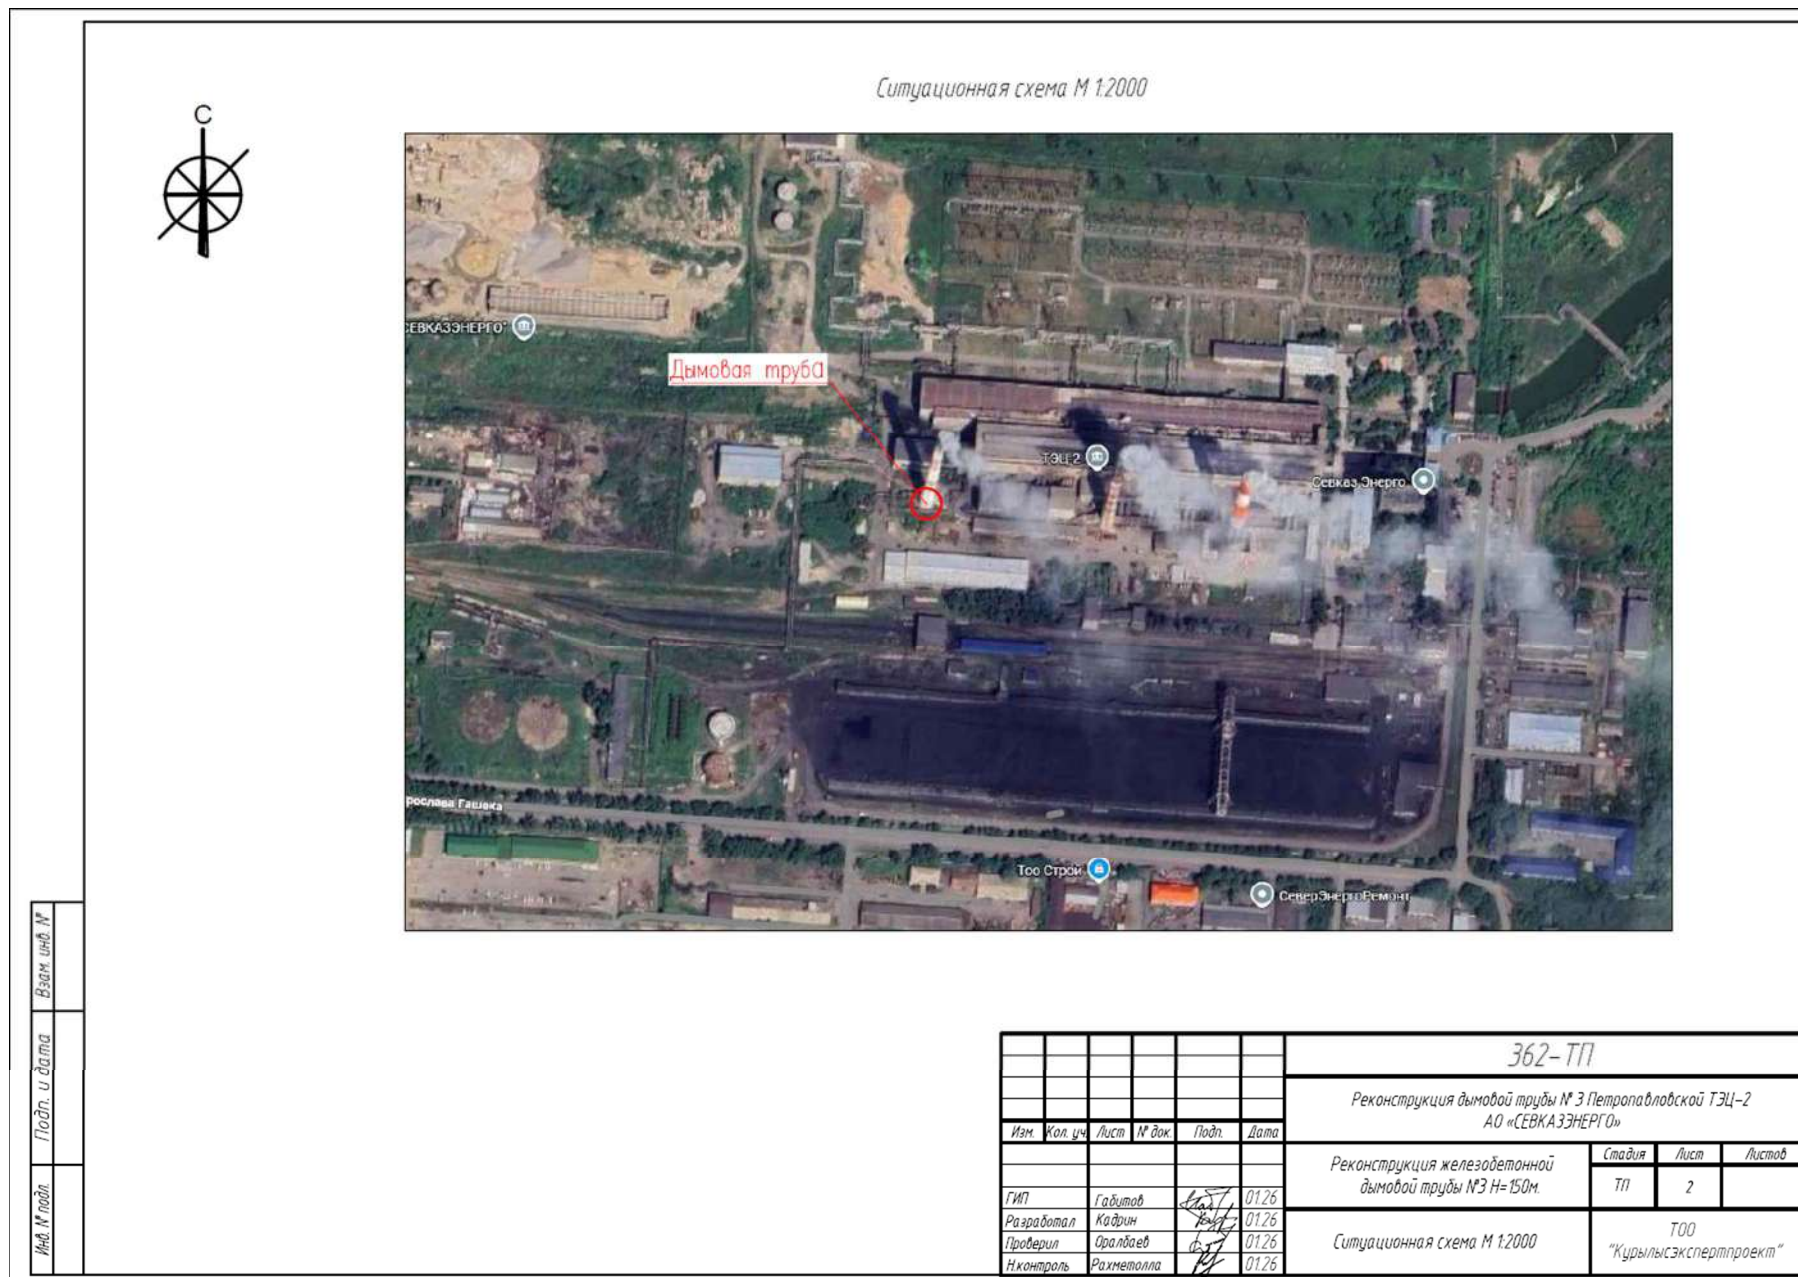 Ситуационная схема М 1:2000
С
СЕВКАЗЭНЕРГО"
Дымовая труба
ТЭЦ-2
Севказ Энерго
рослава Гашека
Тоо Строй
СеверЭнергоРемонт
Взам. инв. №
Подп. и дата
Инв. № подл.
362-ТП
Реконструкция дымовой трубы № 3 Петропавловской ТЭЦ-2
АО «СЕВКАЗЭНЕРГО»
Изм. Кол. уч. Лист № док. Подп. Дата
Реконструкция железобетонной
дымовой трубы №3 Н=150м.
Стадия Лист Листов
ТП 2
ГИП Габитов 01.26
Разработал Кадрин 01.26
Проверил Оралбаев 01.26
Н.контроль Рахметолла 01.26
Ситуационная схема М 1:2000
ТОО
"Курылысэкспертпроект"